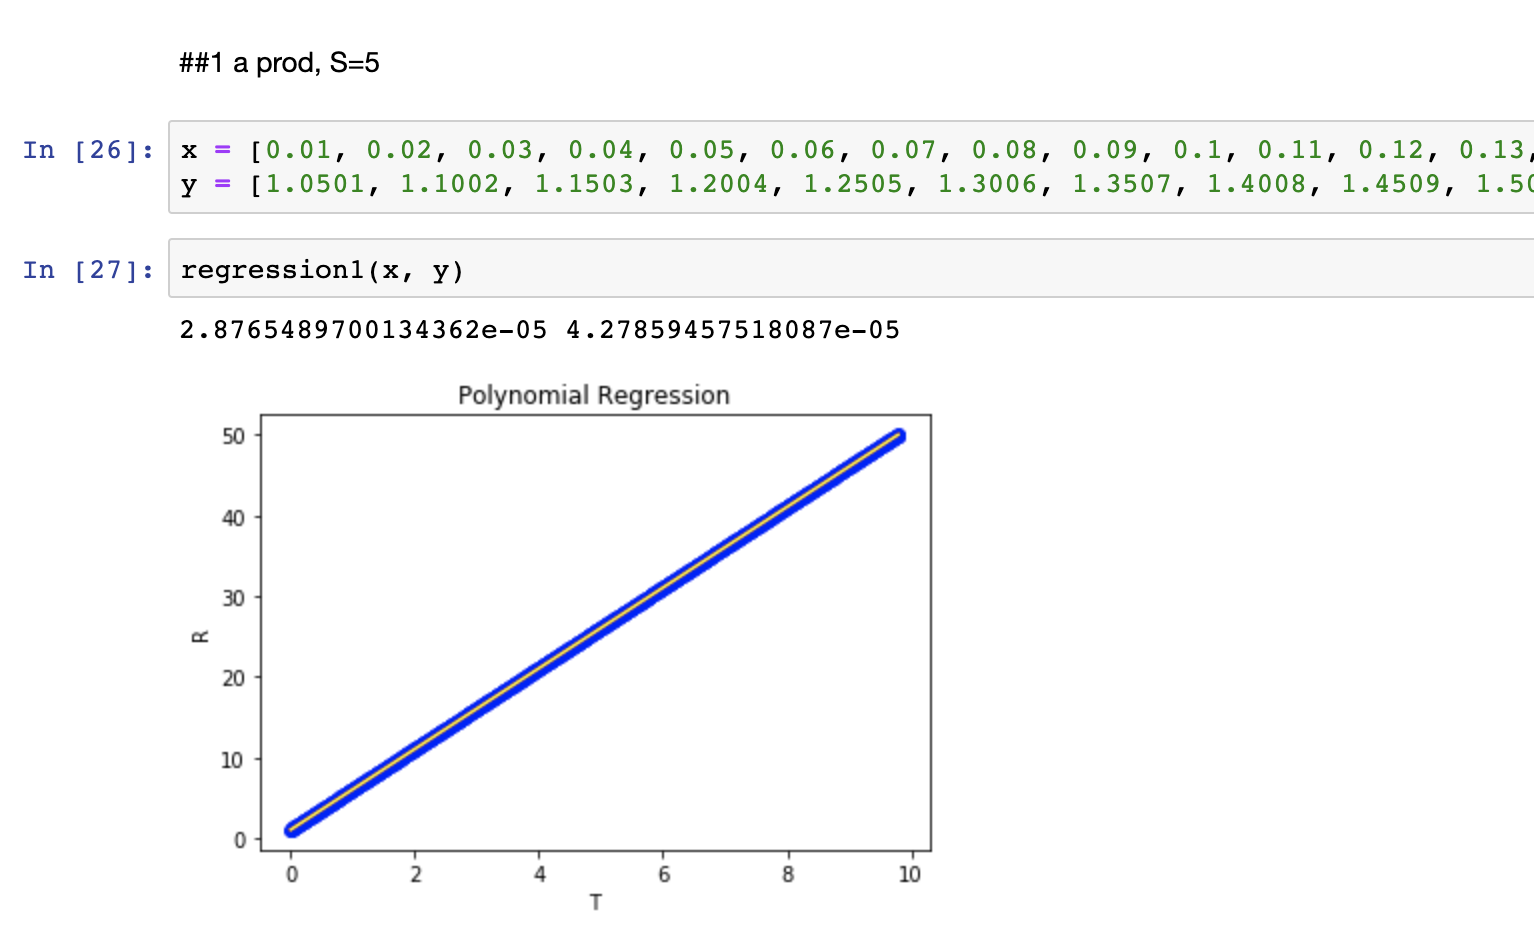 ##1 a prod, S=5
In [26]: x = [0.01, 0.02, 0.03, 0.04, 0.05, 0.06, 0.07, 0.08, 0.09, 0.1, 0.11, 0.12, 0.13,
y = [1.0501, 1.1002, 1.1503, 1.2004, 1.2505, 1.3006, 1.3507, 1.4008, 1.4509, 1.50
In [27]: regression1(x, y)
2.8765489700134362e-05 4.27859457518087e-05
Polynomial Regression
50
40
30
20
10
0
R
0 2 4 6 8 10
T